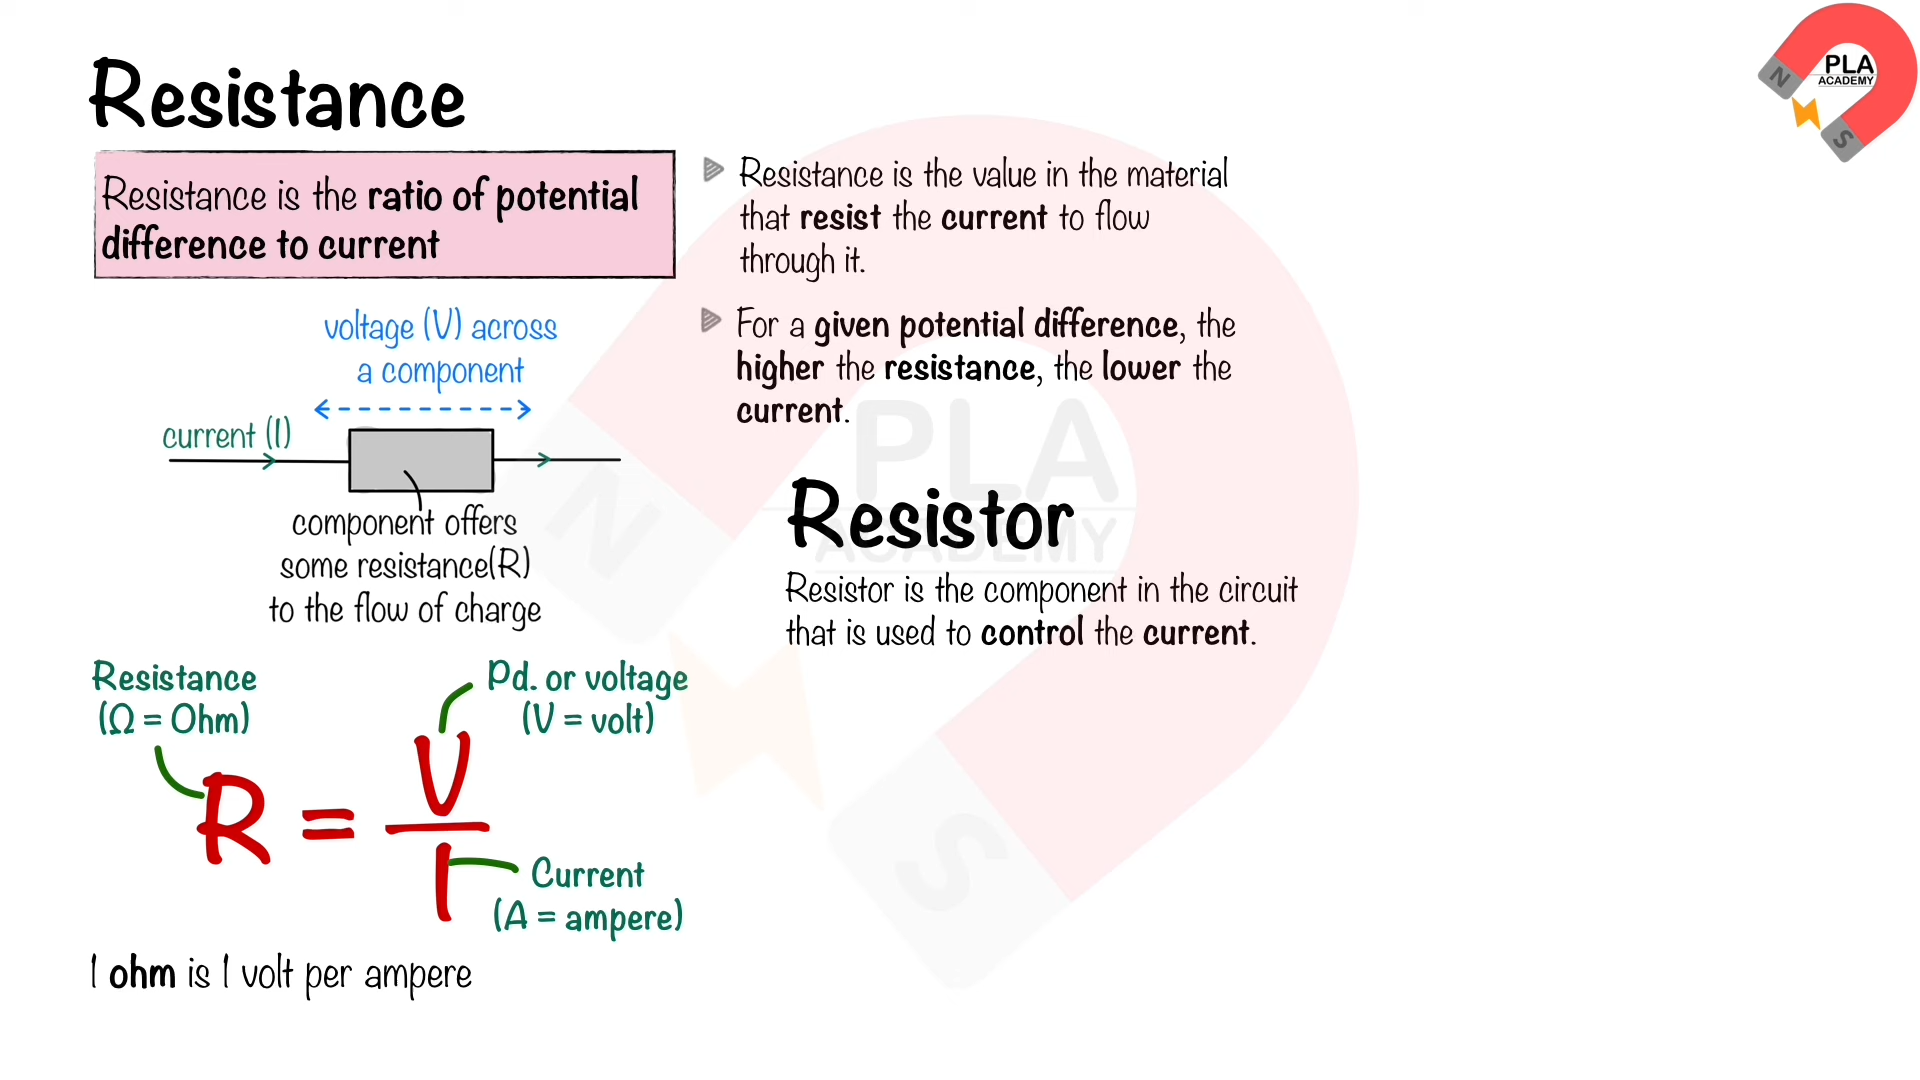 Resistance
Resistance is the ratio of potential
difference to current
voltage (V) across
a component
current (I)
component offers
some resistance(R)
to the flow of charge
Resistance
(Ω = Ohm)
Pd. or voltage
(V = volt)
R = V
I
Current
(A = ampere)
1 ohm is 1 volt per ampere
Resistance is the value in the material
that resist the current to flow
through it.
For a given potential difference, the
higher the resistance, the lower the
current.
Resistor
Resistor is the component in the circuit
that is used to control the current.
PLA
ACADEMY
N
S
PLA
ACADEMY
N
S